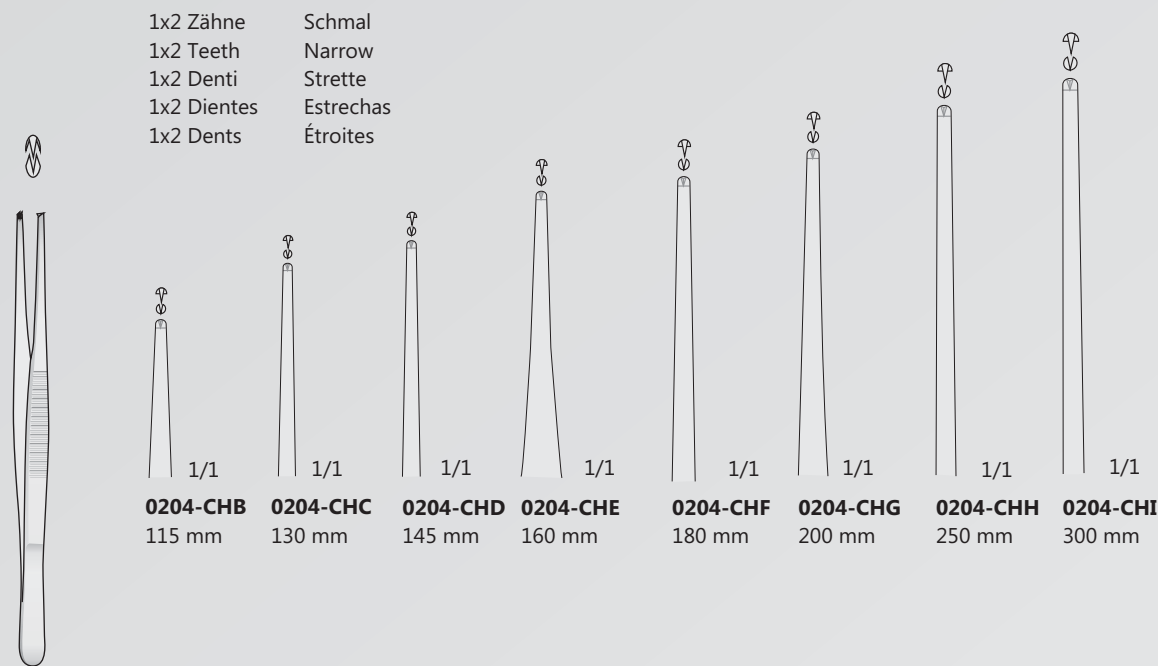 1x2 Zähne Schmal
1x2 Teeth Narrow
1x2 Denti Strette
1x2 Dientes Estrechas
1x2 Dents Étroites
1/1 1/1 1/1 1/1 1/1 1/1 1/1 1/1
0204-CHB 0204-CHC 0204-CHD 0204-CHE 0204-CHF 0204-CHG 0204-CHH 0204-CHI
115 mm 130 mm 145 mm 160 mm 180 mm 200 mm 250 mm 300 mm